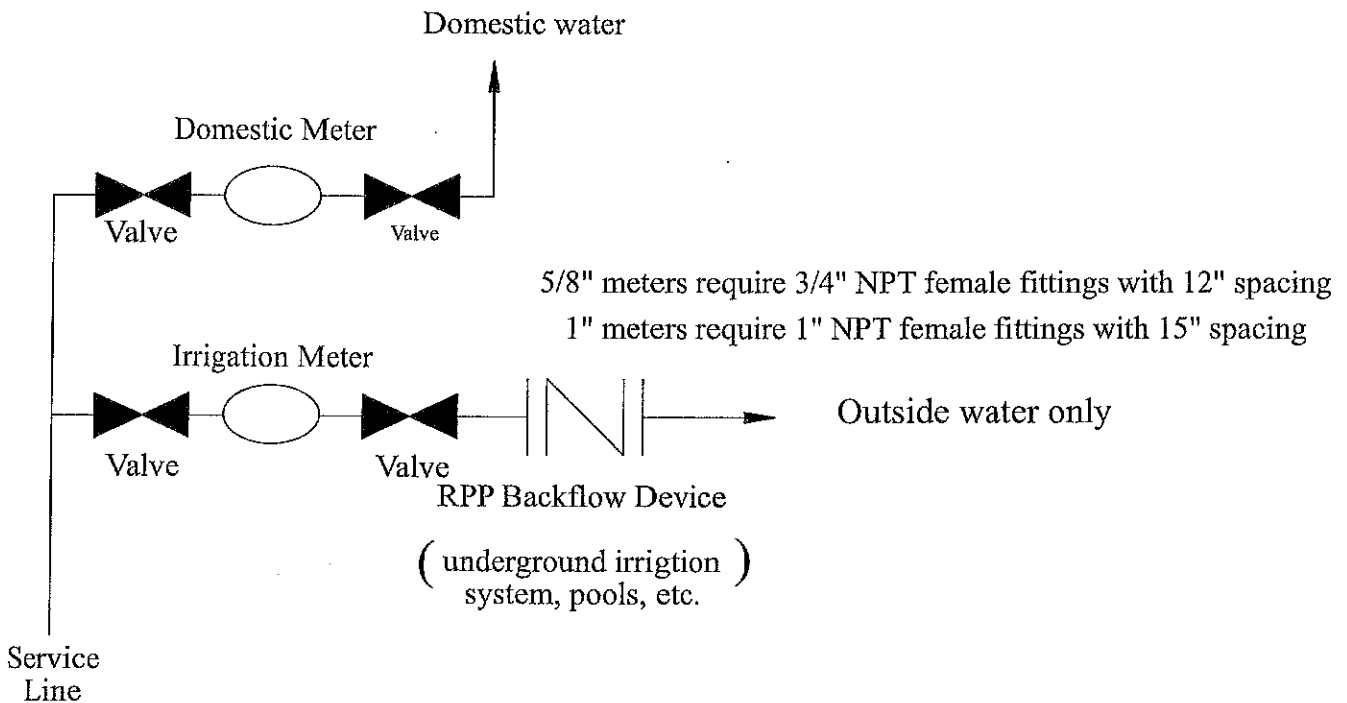 Domestic water
Domestic Meter
Valve
Valve
5/8" meters require 3/4" NPT female fittings with 12" spacing
1" meters require 1" NPT female fittings with 15" spacing
Irrigation Meter
Outside water only
Valve
Valve
RPP Backflow Device
( underground irrigtion )
system, pools, etc.
Service
Line